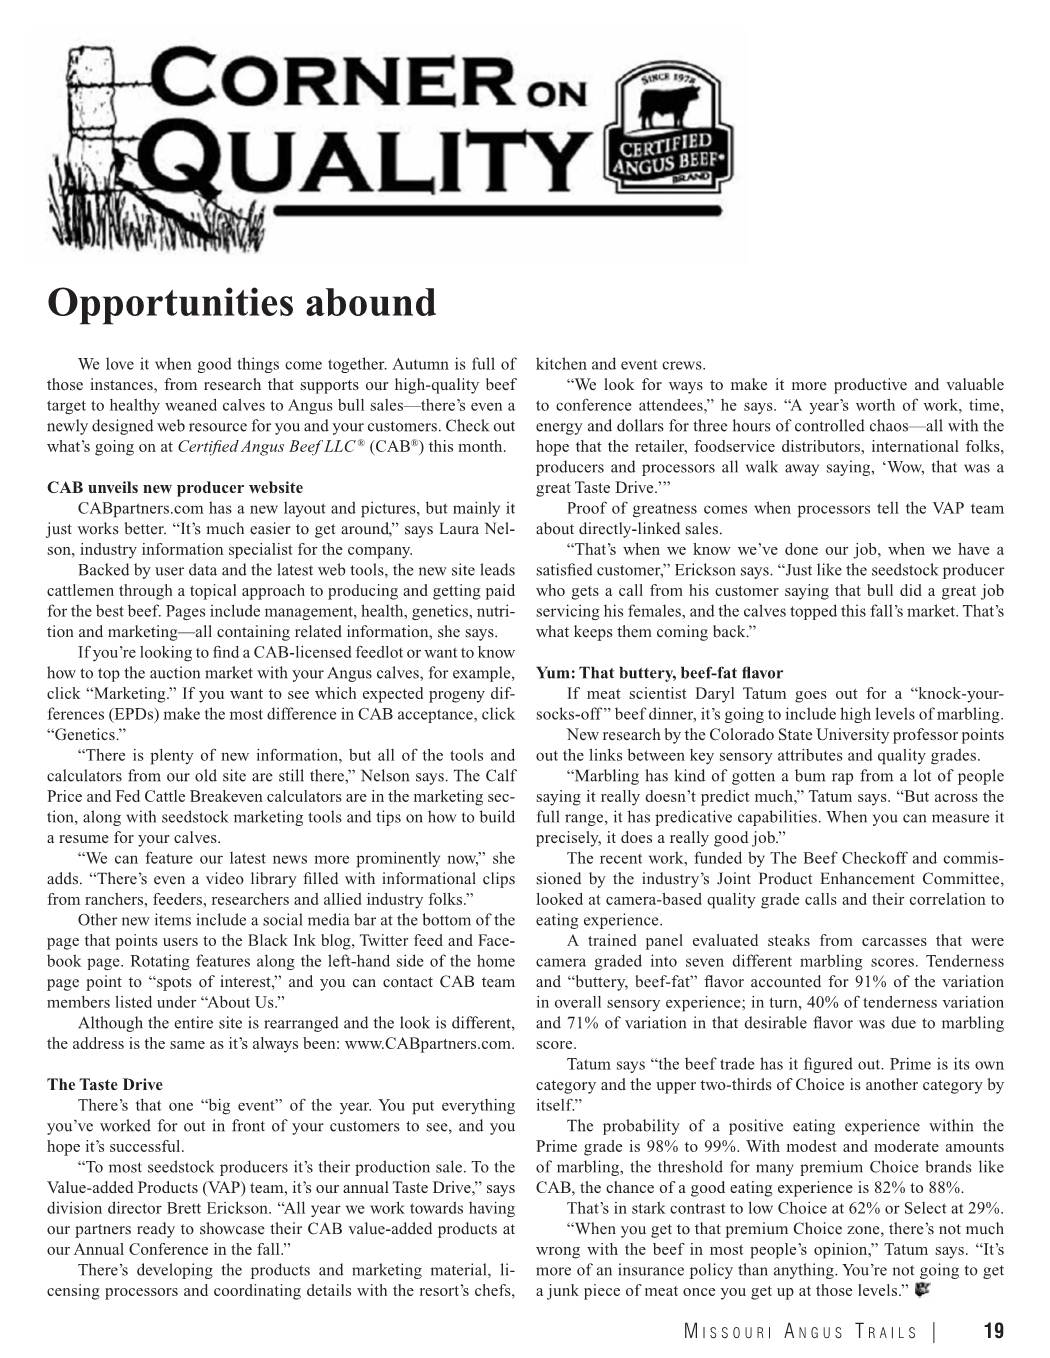 CORNER ON
QUALITY
SINCE 1978
CERTIFIED
ANGUS BEEF®
BRAND
Opportunities abound
We love it when good things come together. Autumn is full of
those instances, from research that supports our high-quality beef
target to healthy weaned calves to Angus bull sales—there’s even a
newly designed web resource for you and your customers. Check out
what’s going on at Certified Angus Beef LLC® (CAB®) this month.
CAB unveils new producer website
CABpartners.com has a new layout and pictures, but mainly it
just works better. “It’s much easier to get around,” says Laura Nel-
son, industry information specialist for the company.
Backed by user data and the latest web tools, the new site leads
cattlemen through a topical approach to producing and getting paid
for the best beef. Pages include management, health, genetics, nutri-
tion and marketing—all containing related information, she says.
If you’re looking to find a CAB-licensed feedlot or want to know
how to top the auction market with your Angus calves, for example,
click “Marketing.” If you want to see which expected progeny dif-
ferences (EPDs) make the most difference in CAB acceptance, click
“Genetics.”
“There is plenty of new information, but all of the tools and
calculators from our old site are still there,” Nelson says. The Calf
Price and Fed Cattle Breakeven calculators are in the marketing sec-
tion, along with seedstock marketing tools and tips on how to build
a resume for your calves.
“We can feature our latest news more prominently now,” she
adds. “There’s even a video library filled with informational clips
from ranchers, feeders, researchers and allied industry folks.”
Other new items include a social media bar at the bottom of the
page that points users to the Black Ink blog, Twitter feed and Face-
book page. Rotating features along the left-hand side of the home
page point to “spots of interest,” and you can contact CAB team
members listed under “About Us.”
Although the entire site is rearranged and the look is different,
the address is the same as it’s always been: www.CABpartners.com.
The Taste Drive
There’s that one “big event” of the year. You put everything
you’ve worked for out in front of your customers to see, and you
hope it’s successful.
“To most seedstock producers it’s their production sale. To the
Value-added Products (VAP) team, it’s our annual Taste Drive,” says
division director Brett Erickson. “All year we work towards having
our partners ready to showcase their CAB value-added products at
our Annual Conference in the fall.”
There’s developing the products and marketing material, li-
censing processors and coordinating details with the resort’s chefs,
kitchen and event crews.
“We look for ways to make it more productive and valuable
to conference attendees,” he says. “A year’s worth of work, time,
energy and dollars for three hours of controlled chaos—all with the
hope that the retailer, foodservice distributors, international folks,
producers and processors all walk away saying, ‘Wow, that was a
great Taste Drive.’”
Proof of greatness comes when processors tell the VAP team
about directly-linked sales.
“That’s when we know we’ve done our job, when we have a
satisfied customer,” Erickson says. “Just like the seedstock producer
who gets a call from his customer saying that bull did a great job
servicing his females, and the calves topped this fall’s market. That’s
what keeps them coming back.”
Yum: That buttery, beef-fat flavor
If meat scientist Daryl Tatum goes out for a “knock-your-
socks-off” beef dinner, it’s going to include high levels of marbling.
New research by the Colorado State University professor points
out the links between key sensory attributes and quality grades.
“Marbling has kind of gotten a bum rap from a lot of people
saying it really doesn’t predict much,” Tatum says. “But across the
full range, it has predicative capabilities. When you can measure it
precisely, it does a really good job.”
The recent work, funded by The Beef Checkoff and commis-
sioned by the industry’s Joint Product Enhancement Committee,
looked at camera-based quality grade calls and their correlation to
eating experience.
A trained panel evaluated steaks from carcasses that were
camera graded into seven different marbling scores. Tenderness
and “buttery, beef-fat” flavor accounted for 91% of the variation
in overall sensory experience; in turn, 40% of tenderness variation
and 71% of variation in that desirable flavor was due to marbling
score.
Tatum says “the beef trade has it figured out. Prime is its own
category and the upper two-thirds of Choice is another category by
itself.”
The probability of a positive eating experience within the
Prime grade is 98% to 99%. With modest and moderate amounts
of marbling, the threshold for many premium Choice brands like
CAB, the chance of a good eating experience is 82% to 88%.
That’s in stark contrast to low Choice at 62% or Select at 29%.
“When you get to that premium Choice zone, there’s not much
wrong with the beef in most people’s opinion,” Tatum says. “It’s
more of an insurance policy than anything. You’re not going to get
a junk piece of meat once you get up at those levels.”
MISSOURI ANGUS TRAILS | 19